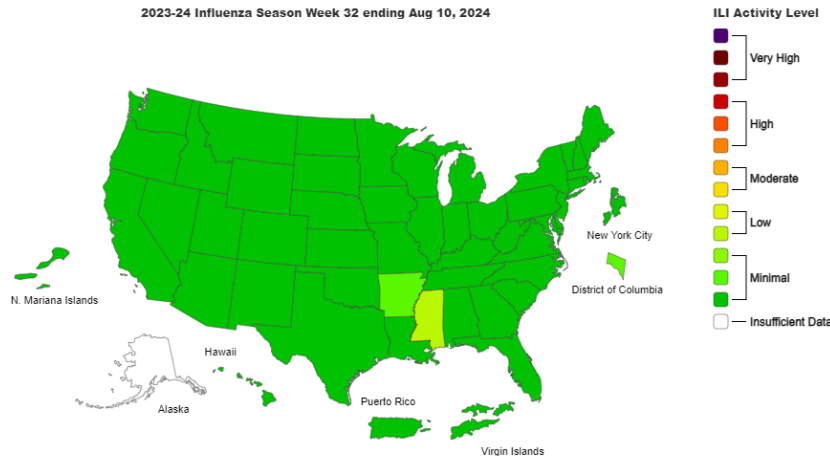 2023-24 Influenza Season Week 32 ending Aug 10, 2024
ILI Activity Level
Very High
High
Moderate
Low
Minimal
Insufficient Data
New York City
District of Columbia
N. Mariana Islands
Hawaii
Alaska
Puerto Rico
Virgin Islands